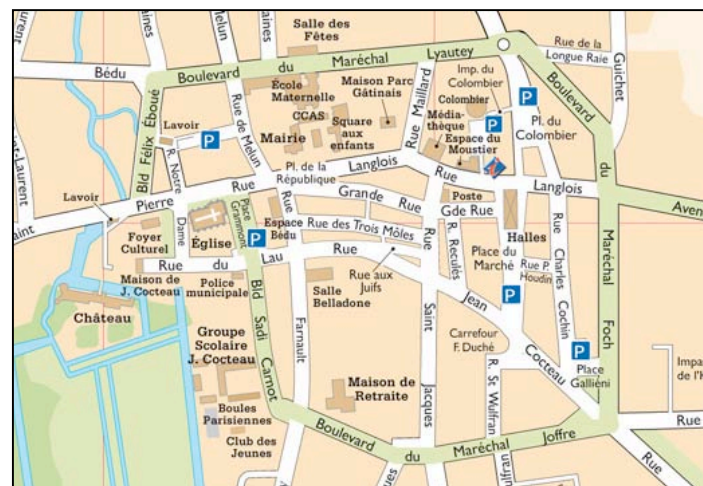 Salle des
Fêtes
Bédu
Boulevard du Maréchal Lyautey
Rue de la
Longue Raie
Guichet
École
Maternelle
Maison Parc
Gâtinais
Rue Maillard
Imp. du
Colombier
Colombier
P
P
Pl. du
Colombier
Boulevard du Maréchal Foch
Bld Félix Éboué
Lavoir
P
Rue de Melun
CCAS
Square
aux
enfants
Mairie
Média-
thèque
Espace du
Moustier
R. Notre Dame
Pl. de la
République
Rue Pierre Langlois
Rue Langlois
Lavoir
Place
Grammont
Grande Rue
Poste
Gde Rue
Foyer
Culturel
Église
P
Espace
Bédu
Rue des Trois Môles
R. Reculés
Halles
Rue du Lau
Rue Jean Cocteau
Rue aux
Juifs
Place du
Marché
Rue P.
Houdin
Rue Charles Cochin
Maison de
J. Cocteau
Police
municipale
Salle
Belladone
P
Château
Bld Sadi Carnot
Farnault
Rue Saint Jacques
Groupe
Scolaire
J. Cocteau
Carrefour
F. Duché
P
Place
Galliéni
R. St Wulfran
Maison de
Retraite
Boules
Parisiennes
Club des
Jeunes
Boulevard du Maréchal Joffre
Rue
Rue